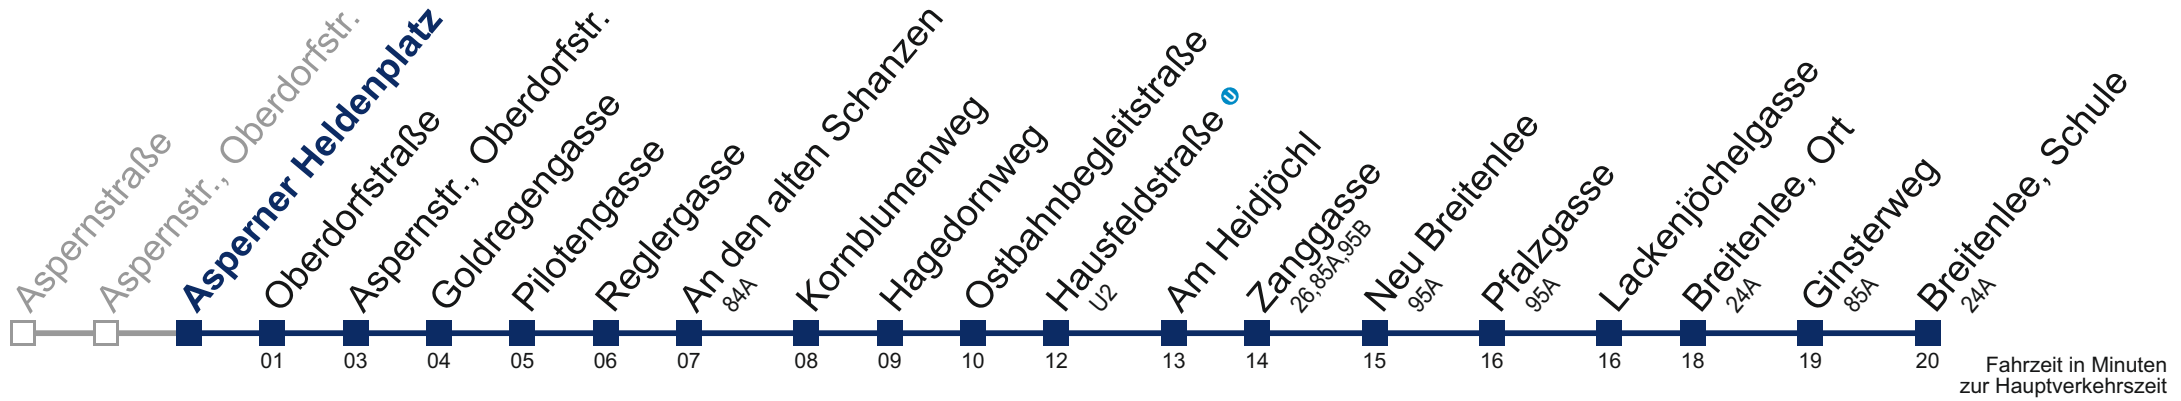 Aspernstraße
Aspernstr., Oberdorfstr.
Asperner Heldenplatz
Oberdorfstraße
Aspernstr., Oberdorfstr.
Goldregengasse
Pilotengasse
Reglergasse
An den alten Schanzen
84A
Kornblumenweg
Hagedornweg
Ostbahnbegleitstraße
Hausfeldstraße U
U2
Am Heidjöchl
Zanggasse
26,85A,95B
Neu Breitenlee
95A
Pfalzgasse
95A
Lackenjöchelgasse
Breitenlee, Ort
24A
Ginsterweg
85A
Breitenlee, Schule
24A
01 03 04 05 06 07 08 09 10 12 13 14 15 16 16 18 19 20
Fahrzeit in Minuten
zur Hauptverkehrszeit